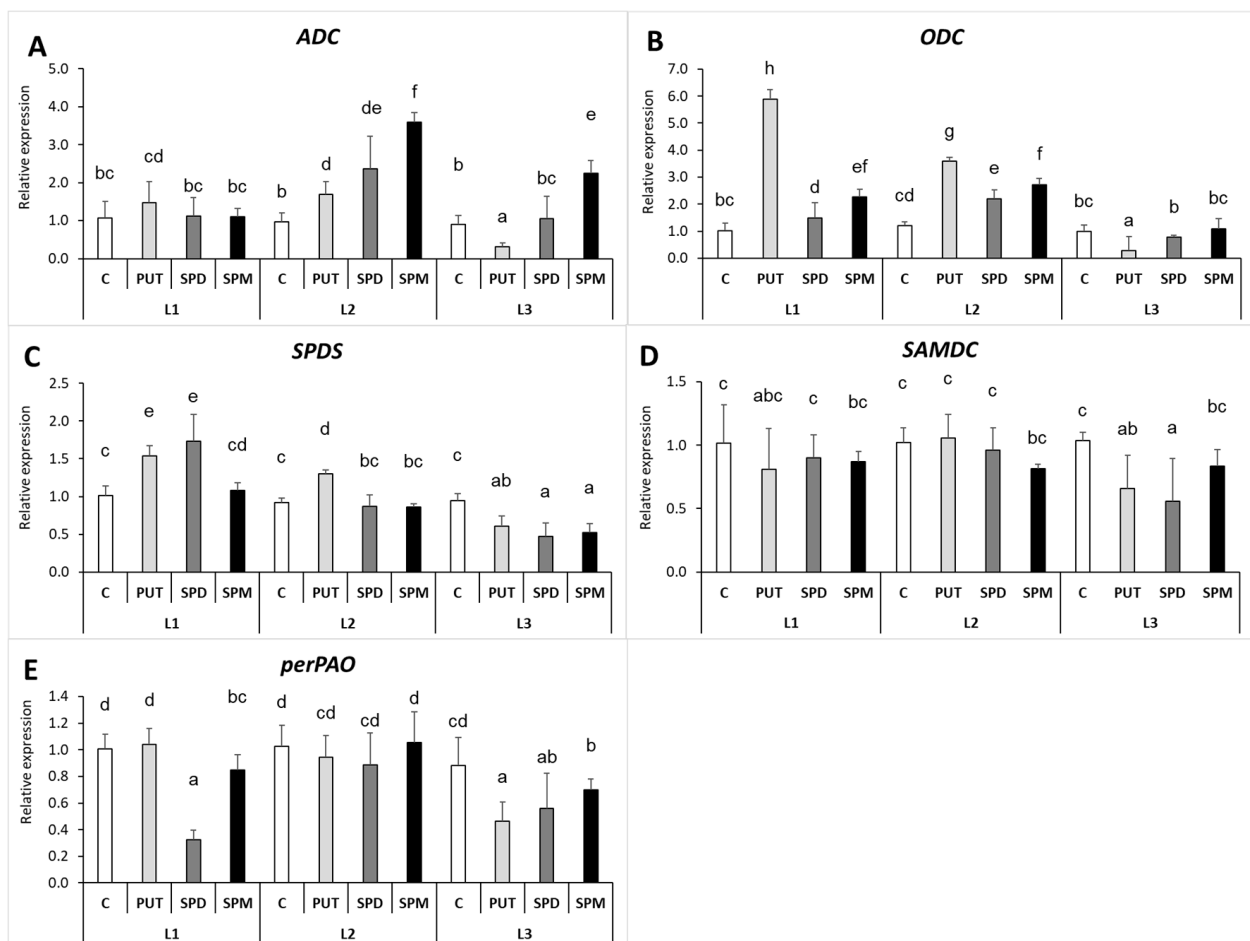 A
ADC
Relative expression
5.0
4.0
3.0
2.0
1.0
0.0
bc cd bc bc b d de f b a bc e
C PUT SPD SPM C PUT SPD SPM C PUT SPD SPM
L1 L2 L3
B
ODC
Relative expression
7.0
6.0
5.0
4.0
3.0
2.0
1.0
0.0
bc h d ef cd g e f bc a b bc
C PUT SPD SPM C PUT SPD SPM C PUT SPD SPM
L1 L2 L3
C
SPDS
Relative expression
2.5
2.0
1.5
1.0
0.5
0.0
c e e cd c d bc bc c ab a a
C PUT SPD SPM C PUT SPD SPM C PUT SPD SPM
L1 L2 L3
D
SAMDC
Relative expression
1.5
1.0
0.5
0.0
c abc c bc c c c bc c ab a bc
C PUT SPD SPM C PUT SPD SPM C PUT SPD SPM
L1 L2 L3
E
perPAO
Relative expression
1.4
1.2
1.0
0.8
0.6
0.4
0.2
0.0
d d a bc d cd cd d cd a ab b
C PUT SPD SPM C PUT SPD SPM C PUT SPD SPM
L1 L2 L3